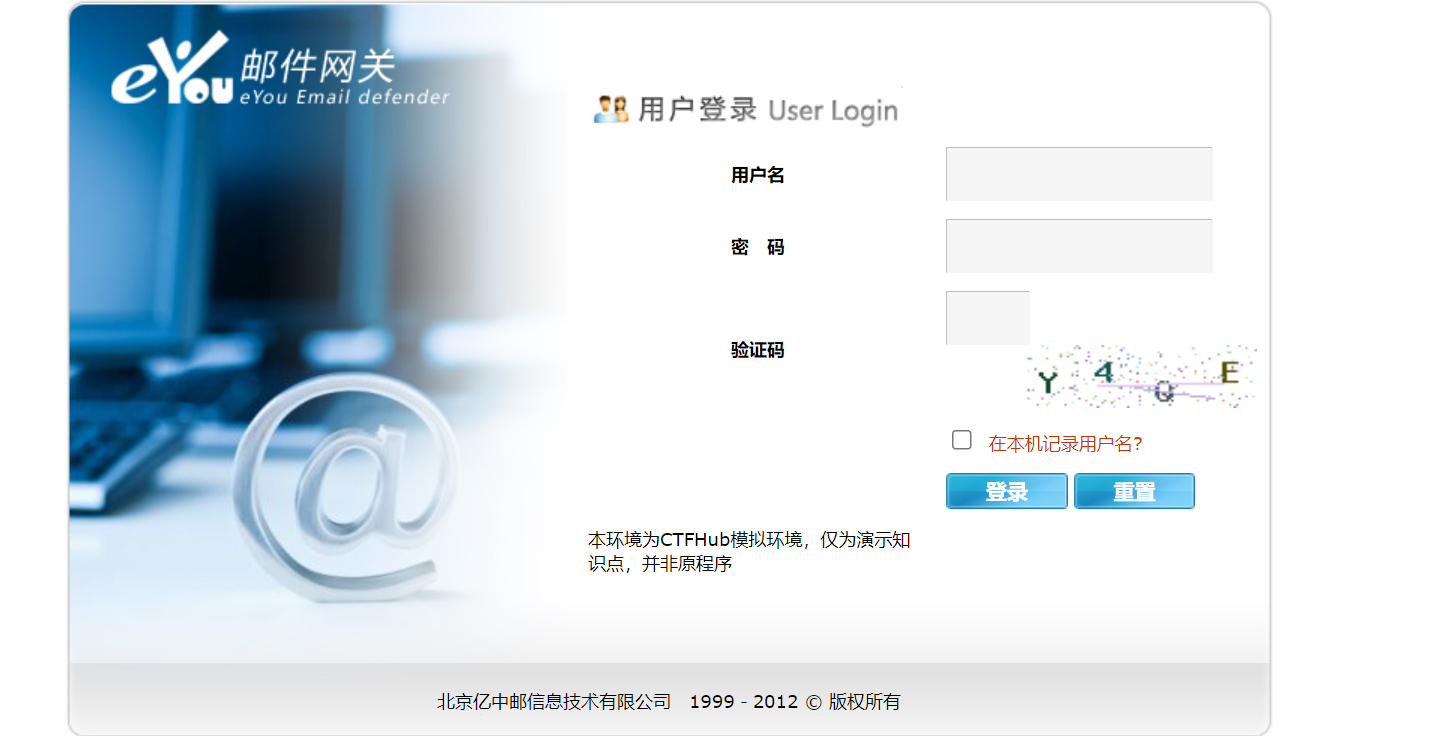 eYou 邮件网关
eYou Email defender
用户登录 User Login
用户名
密 码
验证码
Y 4 Q E
在本机记录用户名?
登录 重置
本环境为CTFHub模拟环境，仅为演示知
识点，并非原程序
北京亿中邮信息技术有限公司 1999 - 2012 © 版权所有